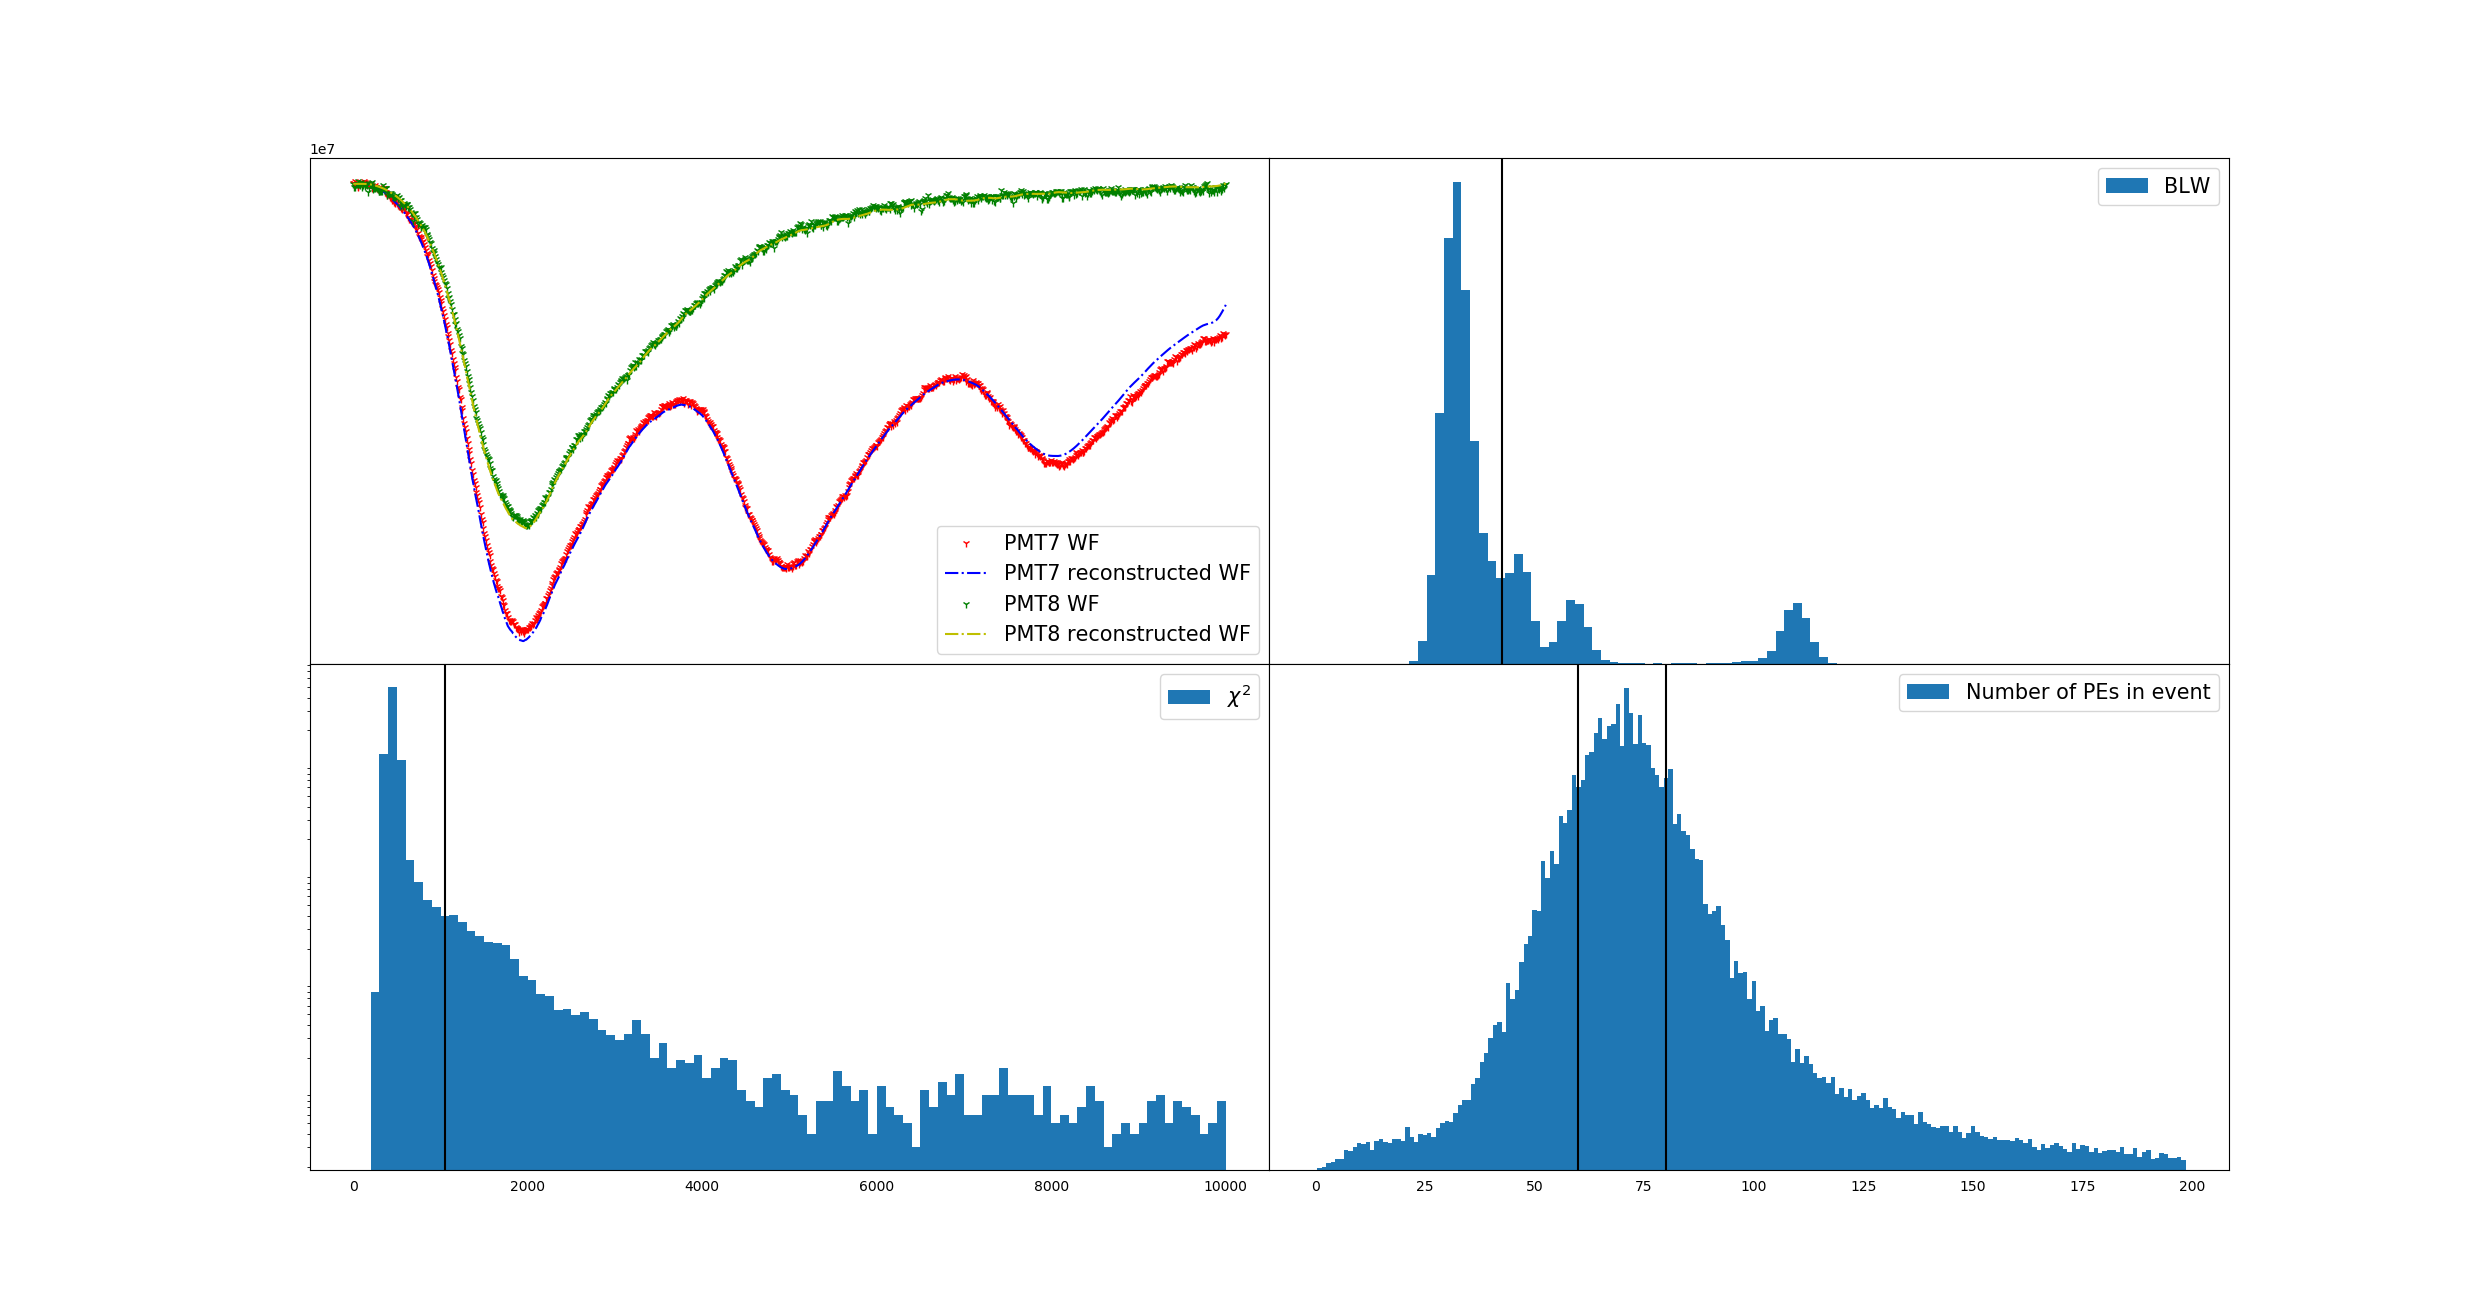 1e7
PMT7 WF
PMT7 reconstructed WF
PMT8 WF
PMT8 reconstructed WF
BLW
χ²
Number of PEs in event
0 2000 4000 6000 8000 10000
0 25 50 75 100 125 150 175 200